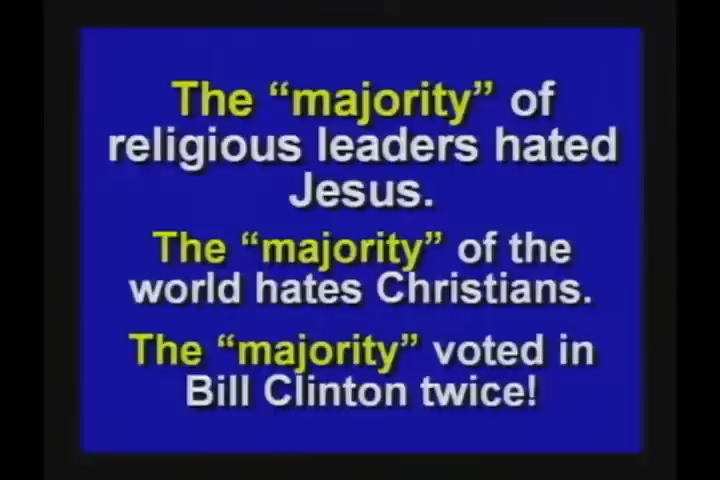 The “majority” of
religious leaders hated
Jesus.
The “majority” of the
world hates Christians.
The “majority” voted in
Bill Clinton twice!